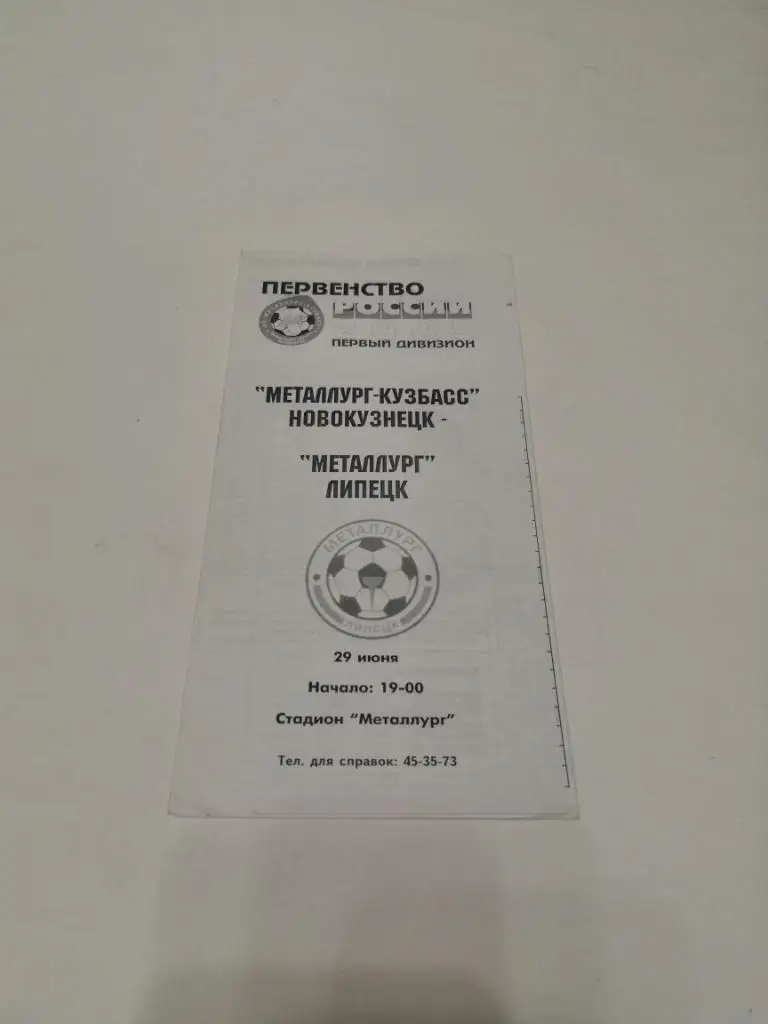 ПЕРВЕНСТВО
РОССИИ
ПЕРВЫЙ ДИВИЗИОН
"МЕТАЛЛУРГ-КУЗБАСС"
НОВОКУЗНЕЦК -
"МЕТАЛЛУРГ"
ЛИПЕЦК
МЕТАЛЛУРГ
ЛИПЕЦК
29 июня
Начало: 19-00
Стадион "Металлург"
Тел. для справок: 45-35-73